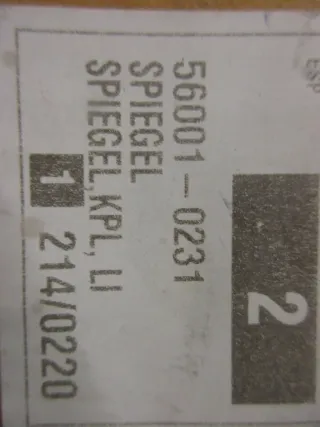 2
56001-0231
SPIEGEL
SPIEGEL,KPL,LI
1 214/0220